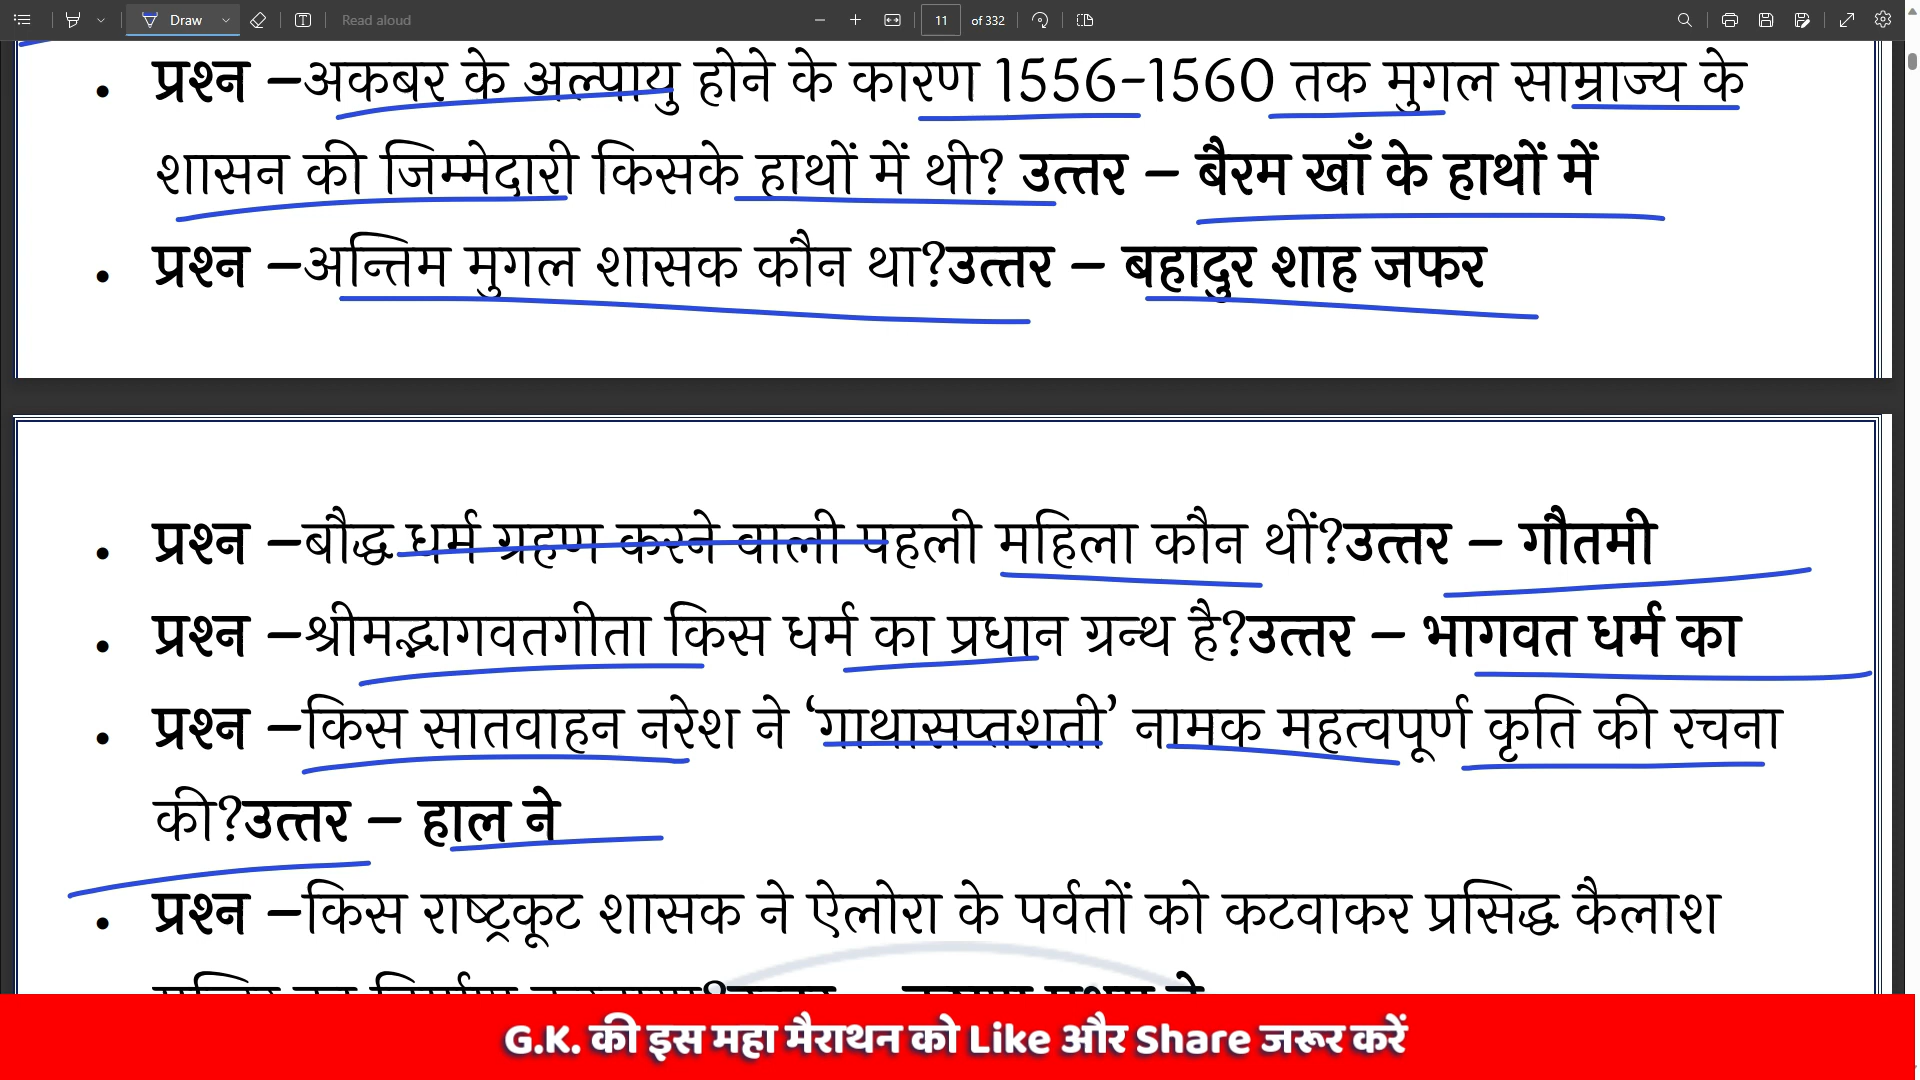 Draw
Read aloud
11 of 332
• प्रश्न –अकबर के अल्पायु होने के कारण 1556-1560 तक मुगल साम्राज्य के
शासन की जिम्मेदारी किसके हाथों में थी? उत्तर – बैरम खाँ के हाथों में
• प्रश्न –अन्तिम मुगल शासक कौन था?उत्तर – बहादुर शाह जफर
• प्रश्न –बौद्ध धर्म ग्रहण करने वाली पहली महिला कौन थीं?उत्तर – गौतमी
• प्रश्न –श्रीमद्भागवतगीता किस धर्म का प्रधान ग्रन्थ है?उत्तर – भागवत धर्म का
• प्रश्न –किस सातवाहन नरेश ने ‘गाथासप्तशती’ नामक महत्वपूर्ण कृति की रचना
की?उत्तर – हाल ने
• प्रश्न –किस राष्ट्रकूट शासक ने ऐलोरा के पर्वतों को कटवाकर प्रसिद्ध कैलाश
G.K. की इस महा मैराथन को Like और Share जरूर करें